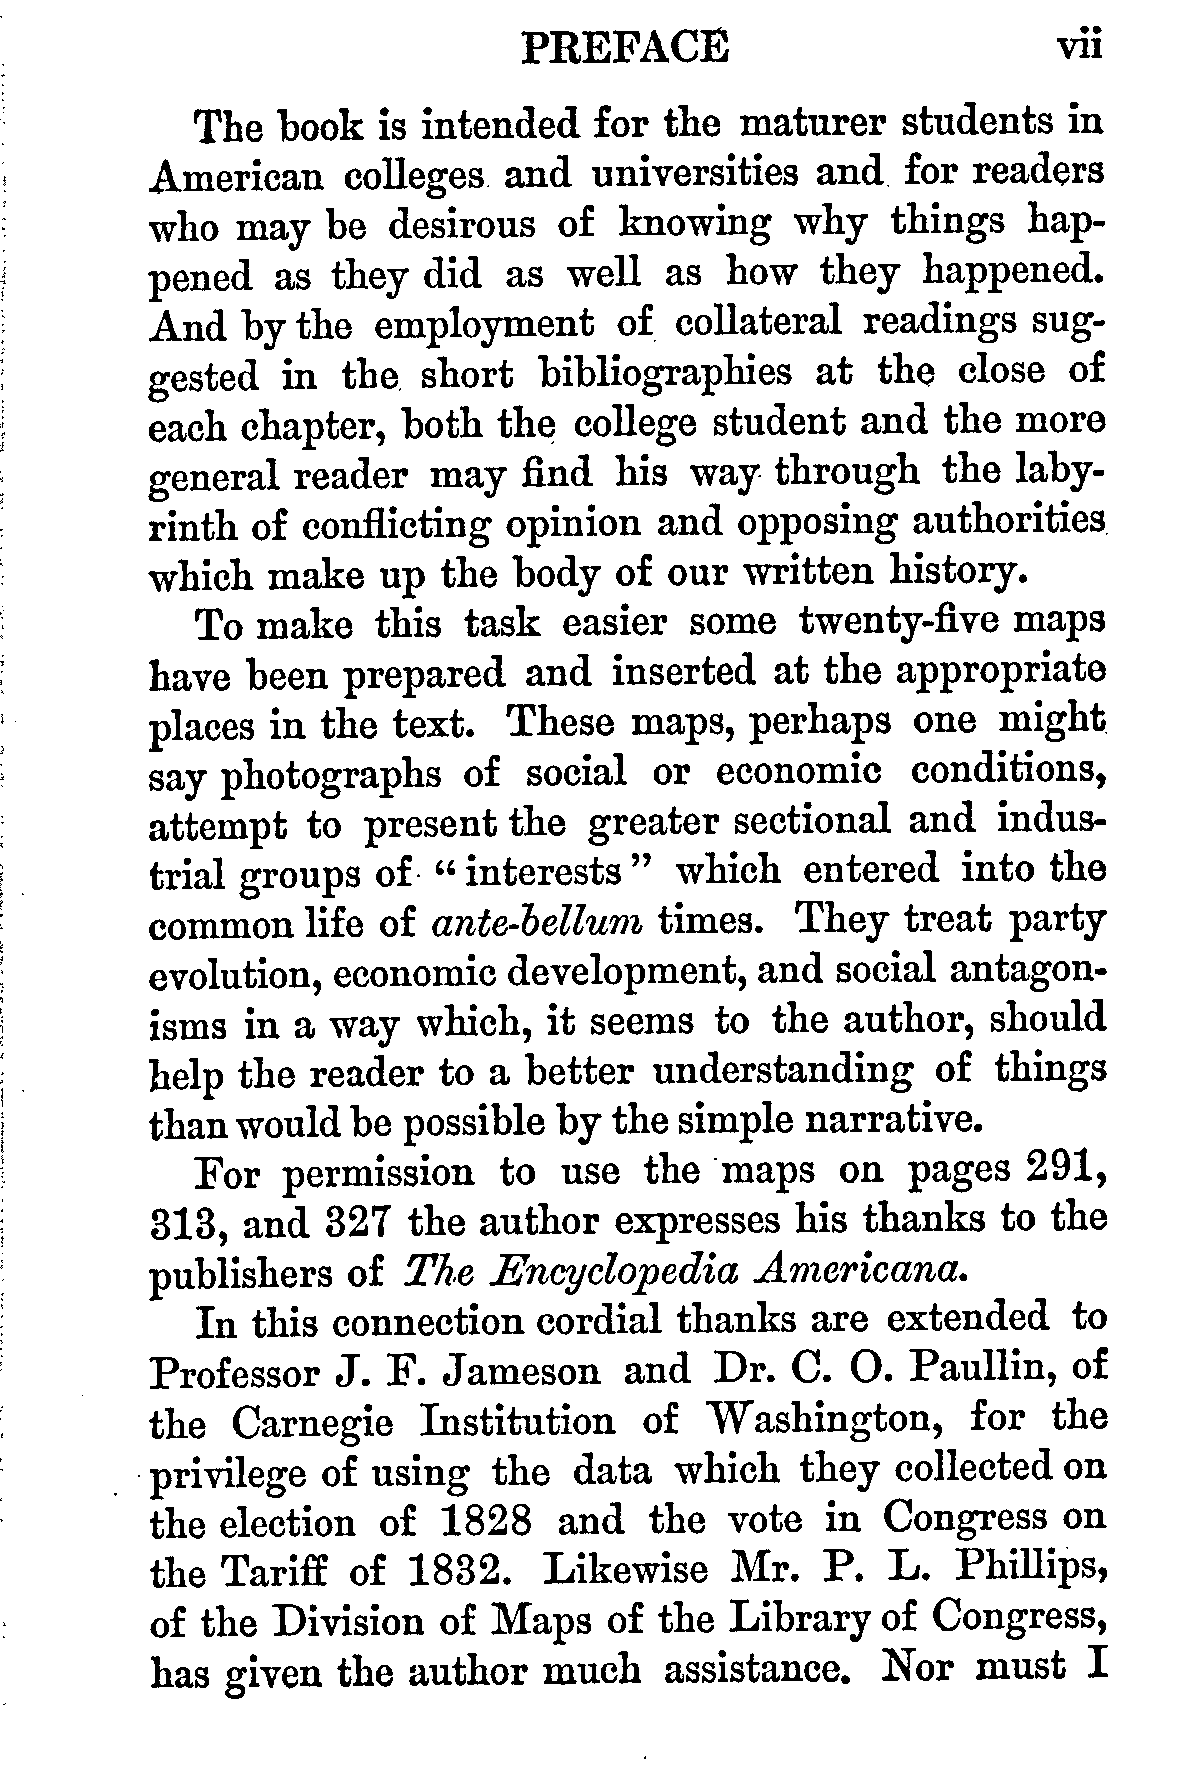 PREFACE vii
The book is intended for the maturer students in
American colleges and universities and for readers
who may be desirous of knowing why things hap-
pened as they did as well as how they happened.
And by the employment of collateral readings sug-
gested in the short bibliographies at the close of
each chapter, both the college student and the more
general reader may find his way through the laby-
rinth of conflicting opinion and opposing authorities
which make up the body of our written history.
To make this task easier some twenty-five maps
have been prepared and inserted at the appropriate
places in the text. These maps, perhaps one might
say photographs of social or economic conditions,
attempt to present the greater sectional and indus-
trial groups of “interests” which entered into the
common life of ante-bellum times. They treat party
evolution, economic development, and social antagon-
isms in a way which, it seems to the author, should
help the reader to a better understanding of things
than would be possible by the simple narrative.
For permission to use the maps on pages 291,
313, and 327 the author expresses his thanks to the
publishers of The Encyclopedia Americana.
In this connection cordial thanks are extended to
Professor J. F. Jameson and Dr. C. O. Paullin, of
the Carnegie Institution of Washington, for the
privilege of using the data which they collected on
the election of 1828 and the vote in Congress on
the Tariff of 1832. Likewise Mr. P. L. Phillips,
of the Division of Maps of the Library of Congress,
has given the author much assistance. Nor must I